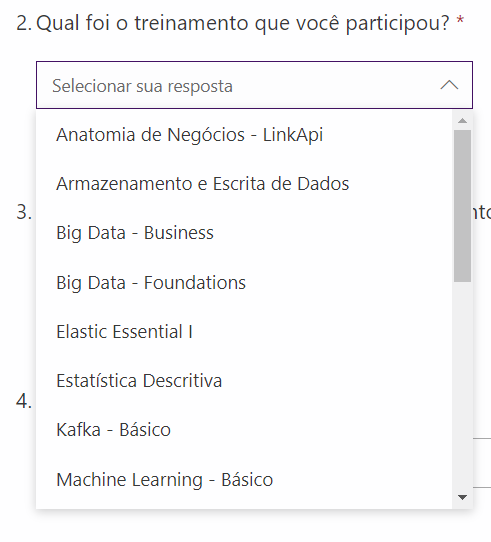 2. Qual foi o treinamento que você participou? *
Selecionar sua resposta
Anatomia de Negócios - LinkApi
Armazenamento e Escrita de Dados
3.
Big Data - Business
Big Data - Foundations
Elastic Essential I
Estatística Descritiva
4.
Kafka - Básico
Machine Learning - Básico